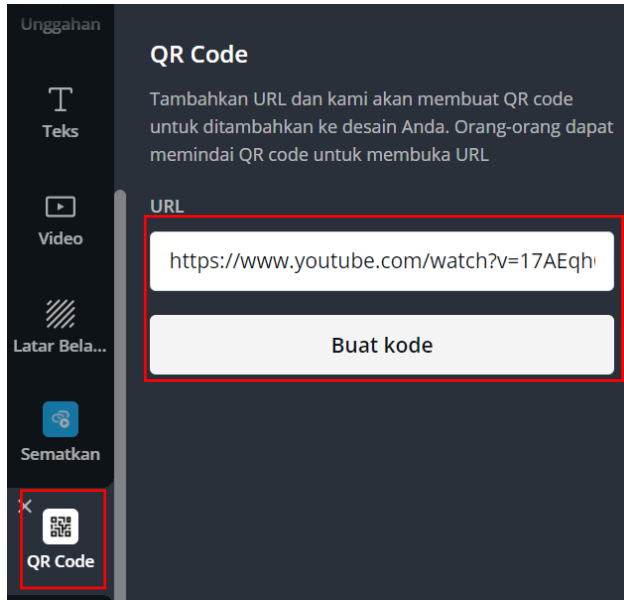 Unggahan
Teks
Video
Latar Bela...
Sematkan
QR Code
QR Code
Tambahkan URL dan kami akan membuat QR code
untuk ditambahkan ke desain Anda. Orang-orang dapat
memindai QR code untuk membuka URL
URL
https://www.youtube.com/watch?v=17AEqh
Buat kode